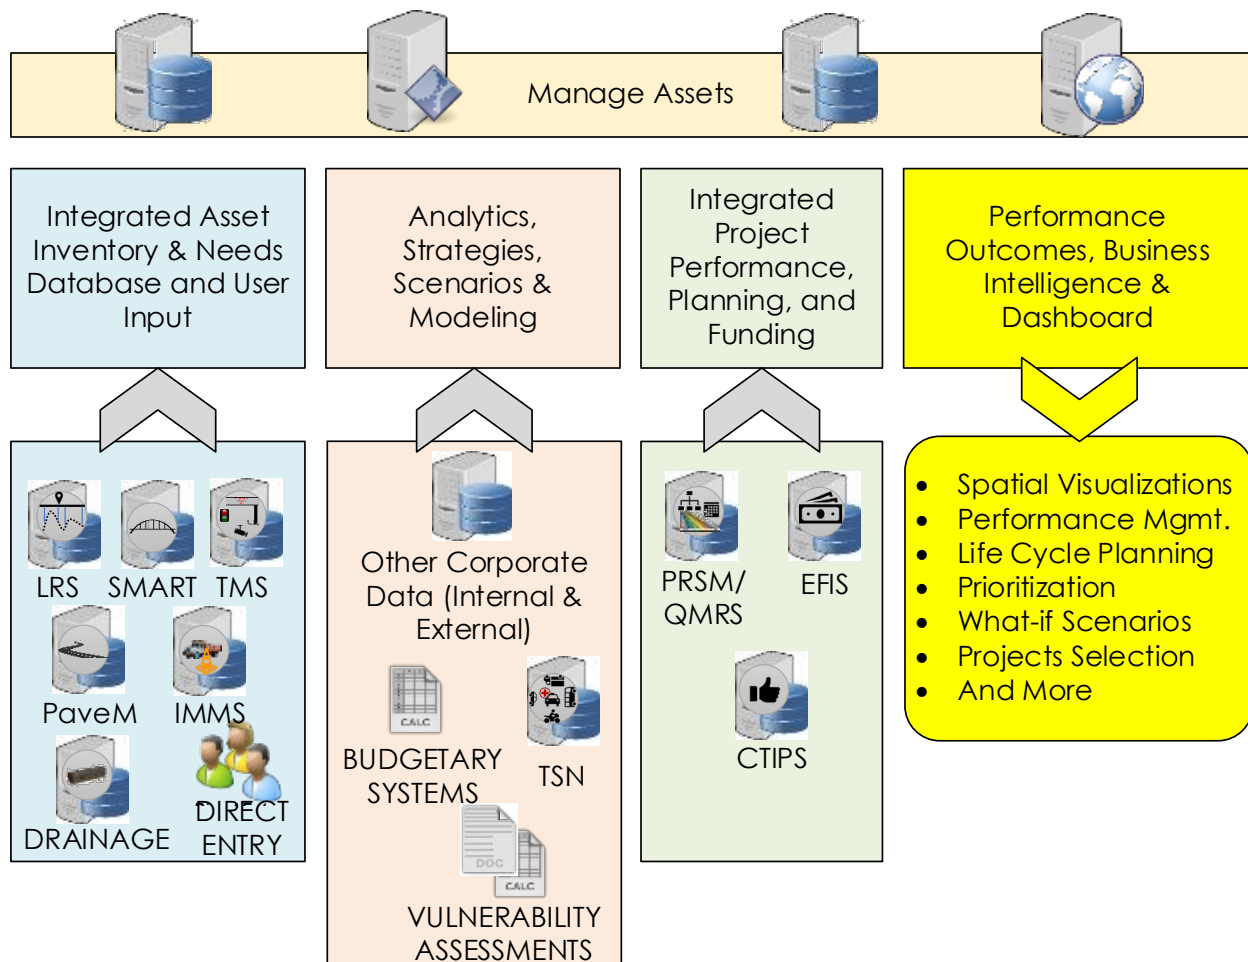 Manage Assets
Integrated Asset
Inventory & Needs
Database and User
Input
Analytics,
Strategies,
Scenarios &
Modeling
Integrated
Project
Performance,
Planning, and
Funding
Performance
Outcomes, Business
Intelligence &
Dashboard
LRS
SMART
TMS
PaveM
IMMS
DRAINAGE
DIRECT
ENTRY
Other Corporate
Data (Internal &
External)
CALC
BUDGETARY
SYSTEMS
TSN
DOC
CALC
VULNERABILITY
ASSESSMENTS
PRSM/
QMRS
EFIS
CTIPS
• Spatial Visualizations
• Performance Mgmt.
• Life Cycle Planning
• Prioritization
• What-if Scenarios
• Projects Selection
• And More